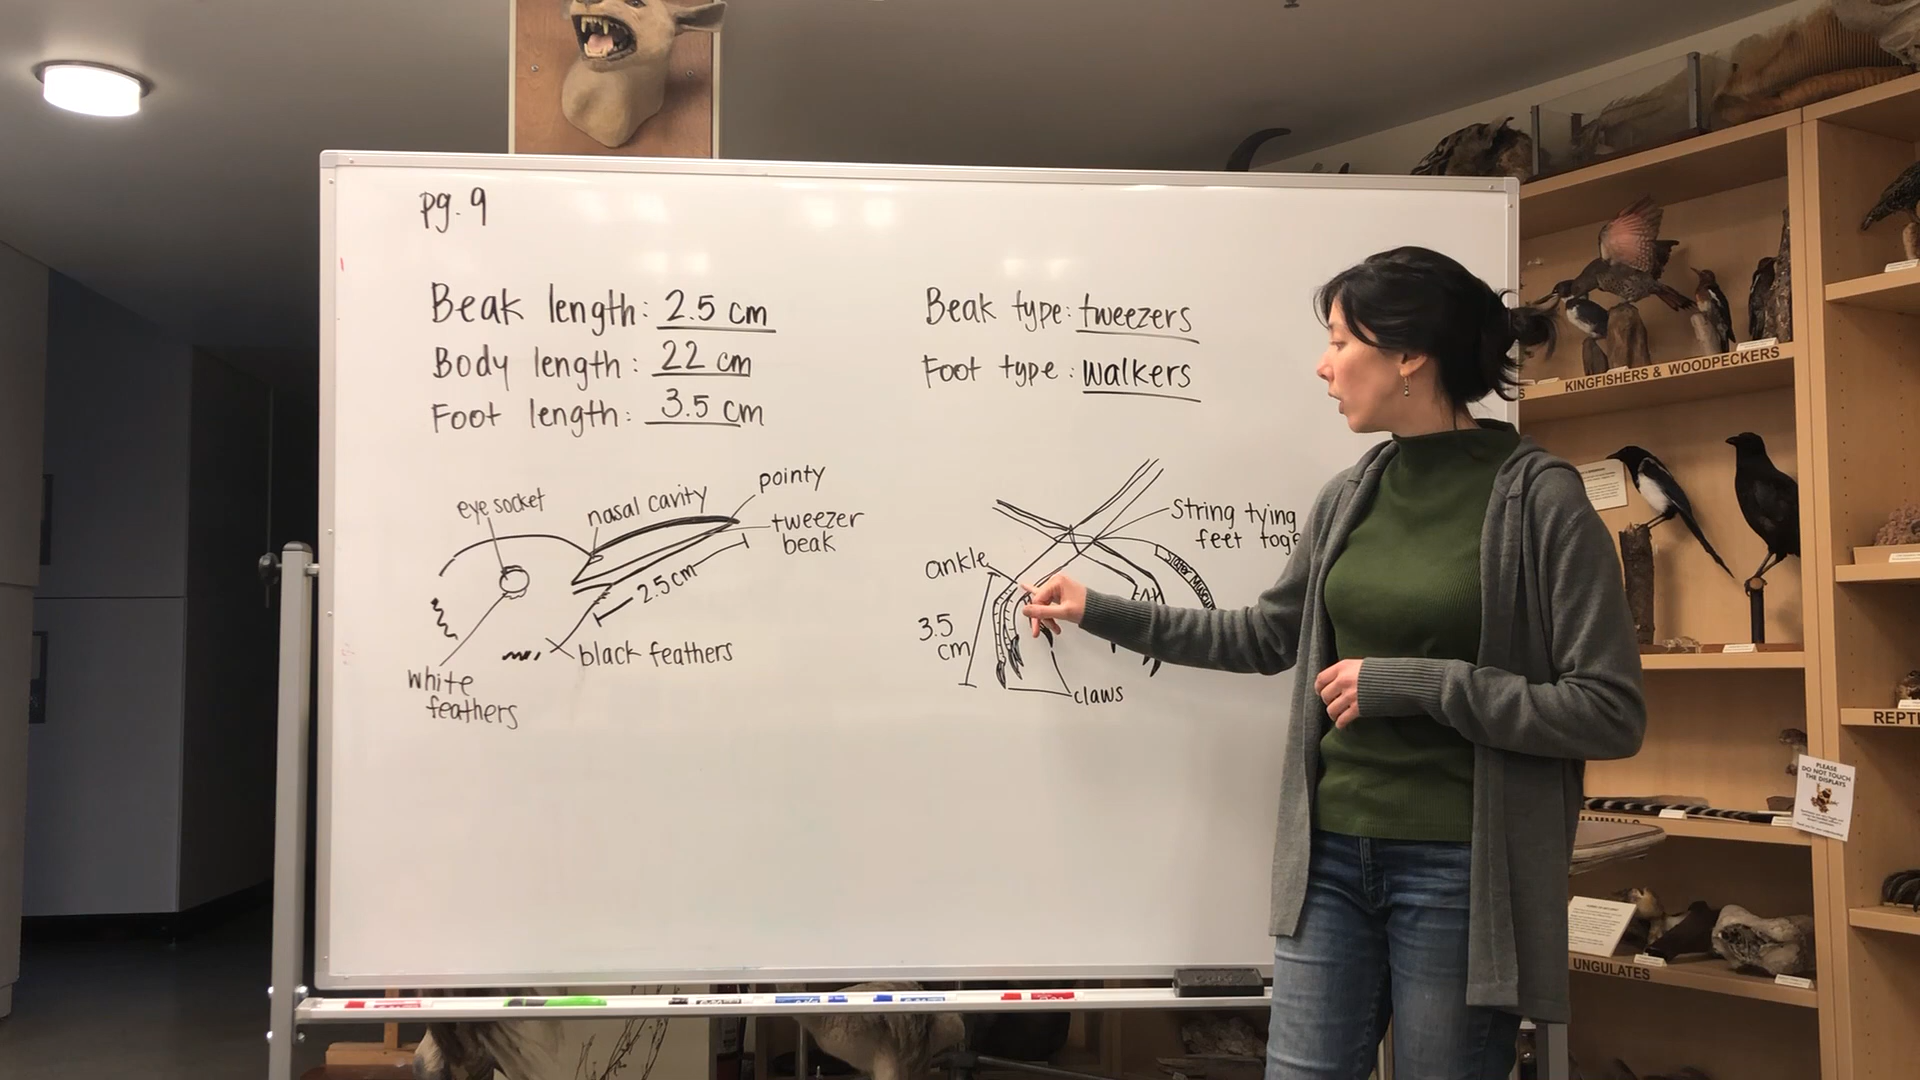 pg. 9
Beak length: 2.5 cm
Body length: 22 cm
Foot length: 3.5 cm
Beak type: tweezers
Foot type: walkers
eye socket
nasal cavity
pointy
tweezer
beak
2.5 cm
black feathers
white
feathers
String tying
feet
ankle
3.5
cm
claws
Slater
KINGFISHERS & WOODPECKERS
PLEASE
DO NOT TOUCH
THE DISPLAYS
UNGULATES